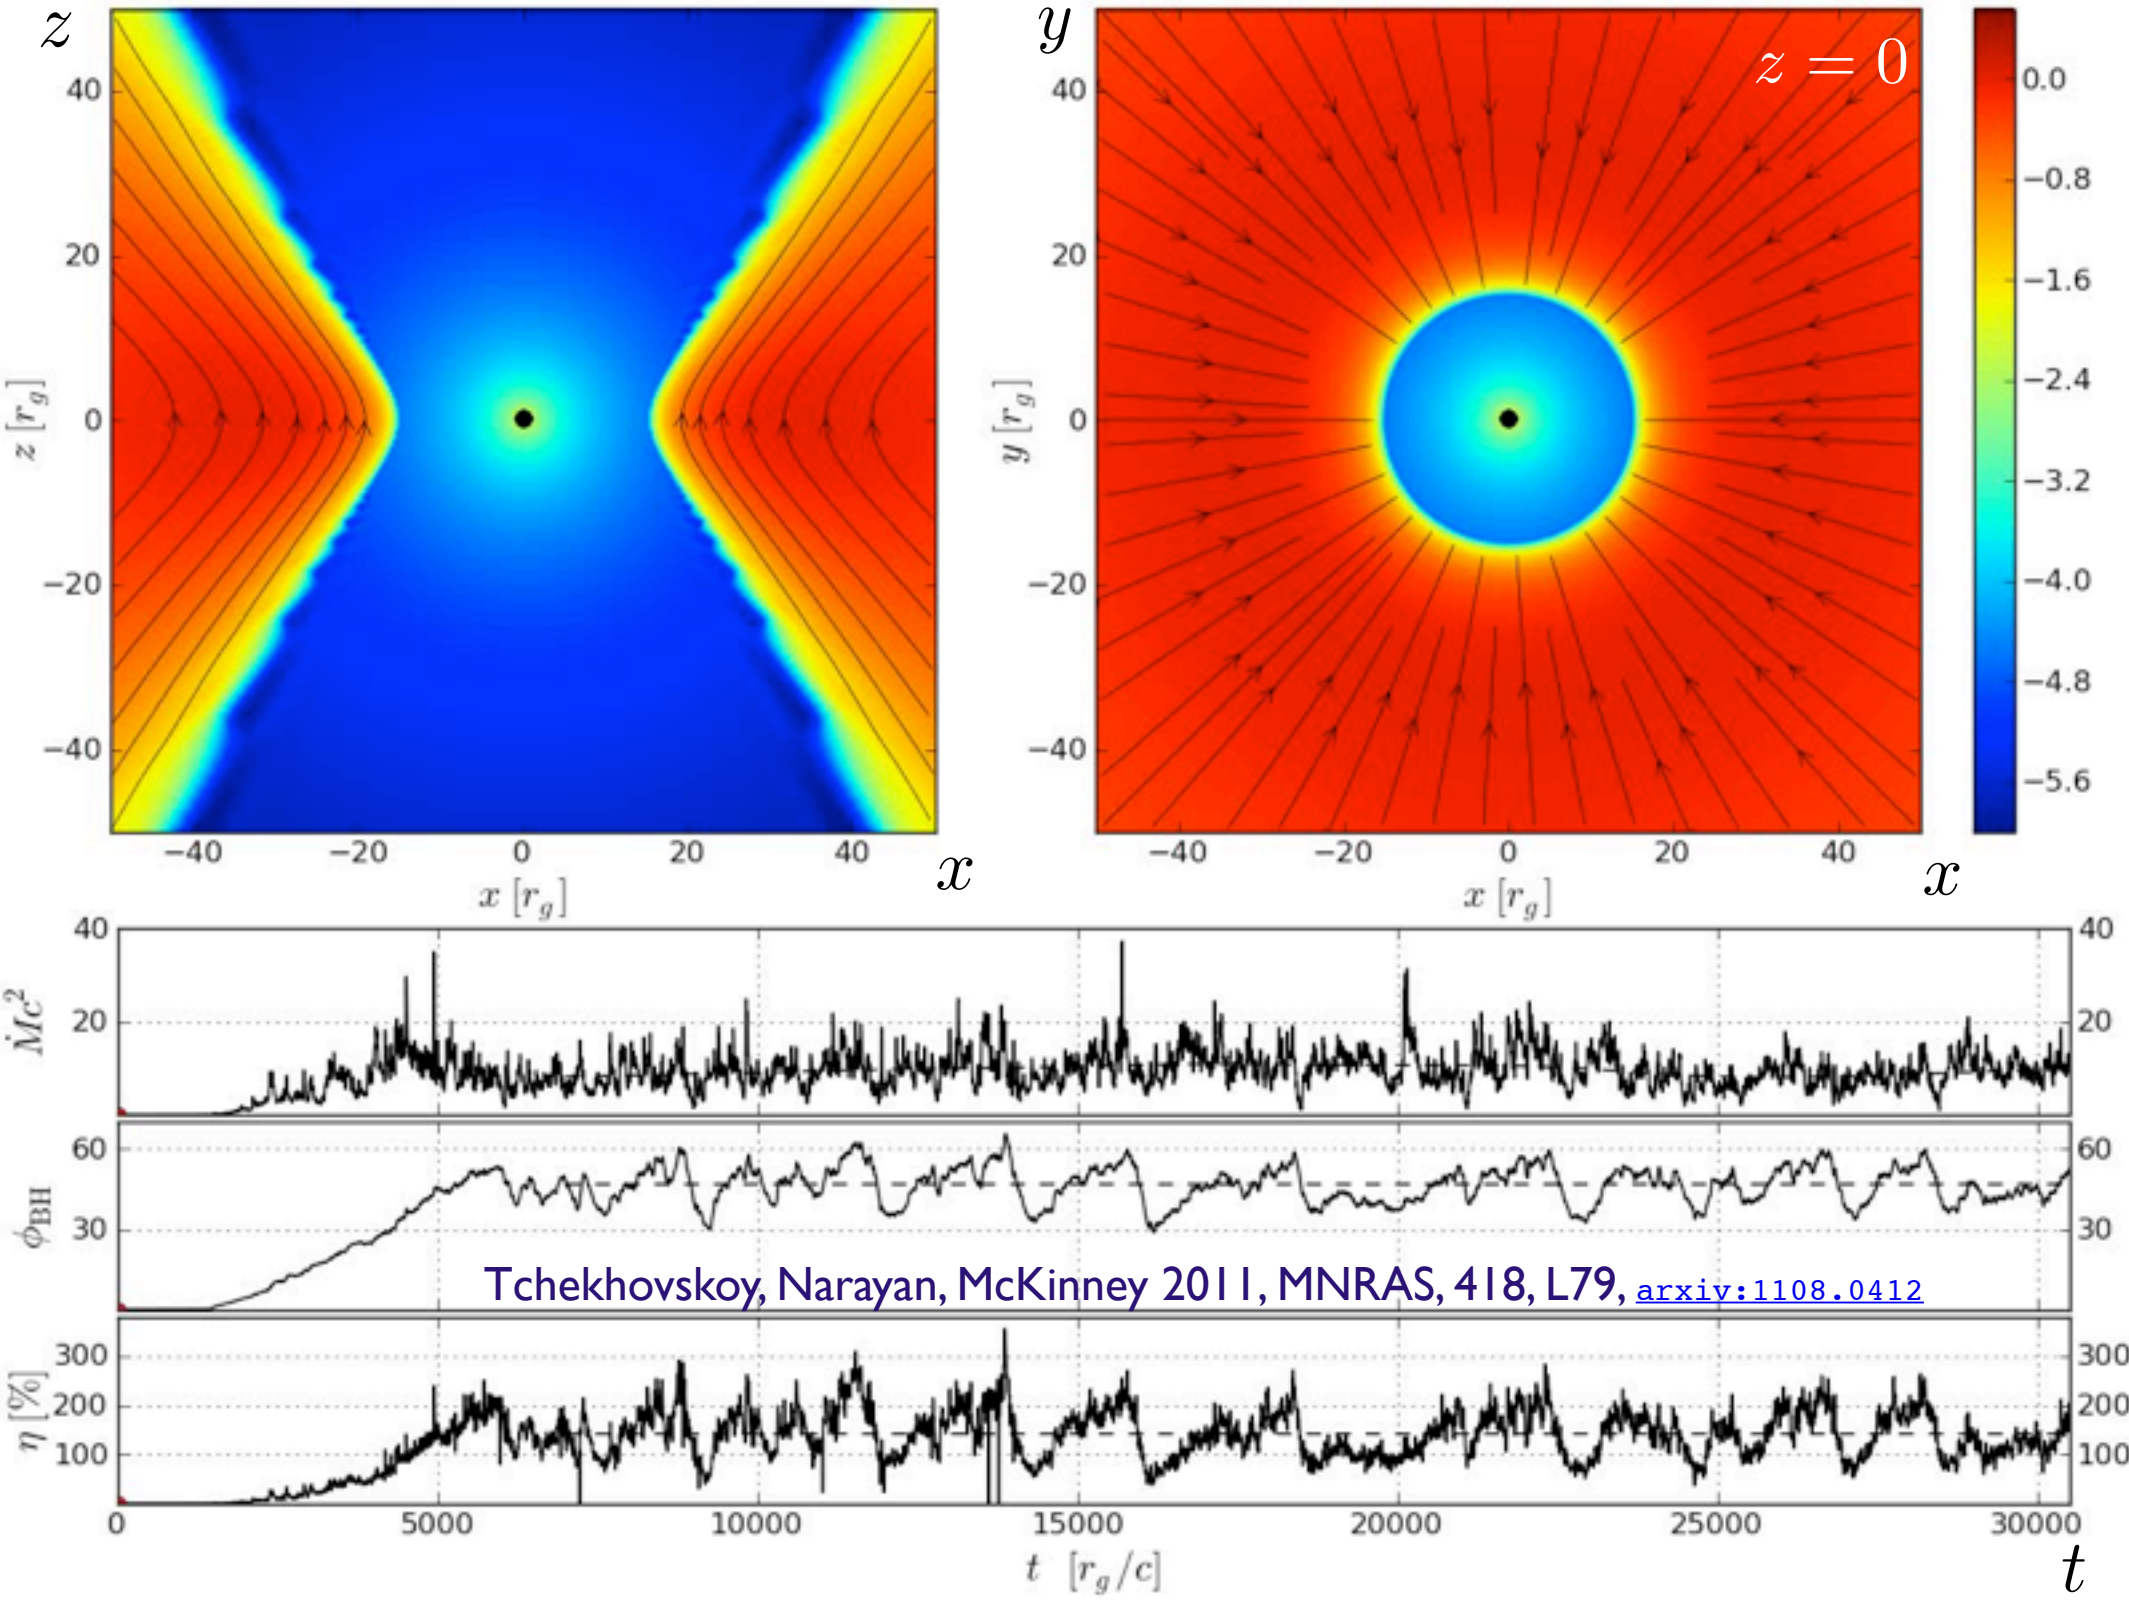 z
40
20
0
−20
−40
z [r_g]
−40 −20 0 20 40
x
x [r_g]
y
z = 0
40
20
0
−20
−40
y [r_g]
−40 −20 0 20 40
x
x [r_g]
0.0
−0.8
−1.6
−2.4
−3.2
−4.0
−4.8
−5.6
40 40
20 20
Ṁc²
60 60
30 30
ϕ_BH
Tchekhovskoy, Narayan, McKinney 2011, MNRAS, 418, L79, arxiv:1108.0412
300 300
200 200
100 100
η [%]
0 5000 10000 15000 20000 25000 30000
t [r_g/c]
t